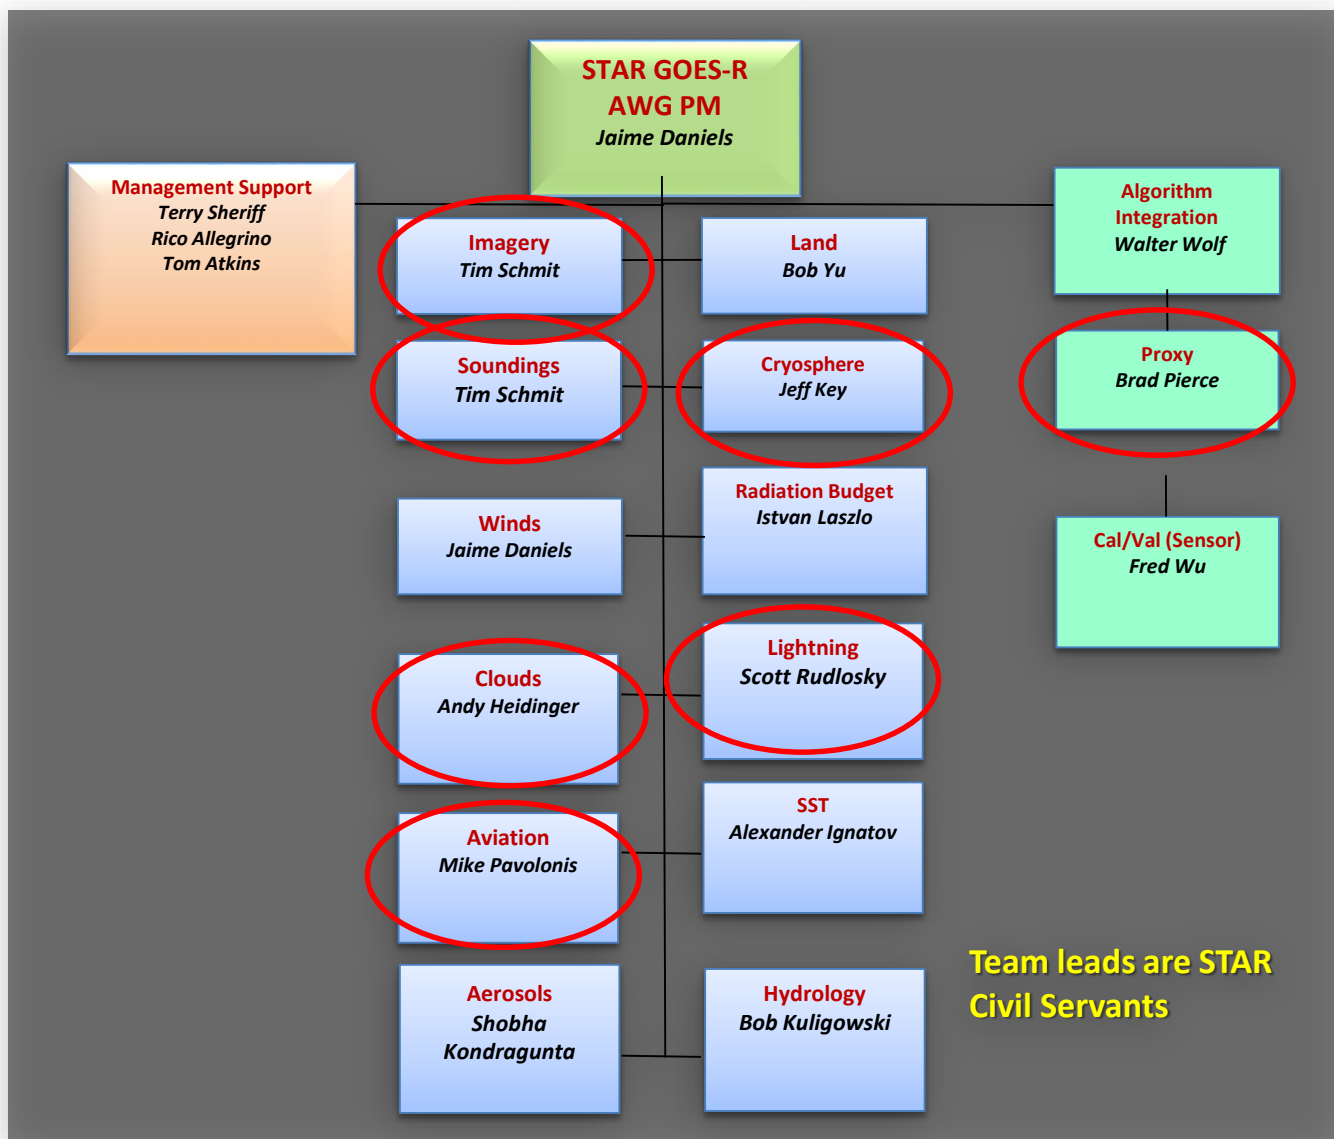 STAR GOES-R
AWG PM
Jaime Daniels
Management Support
Terry Sheriff
Rico Allegrino
Tom Atkins
Algorithm
Integration
Walter Wolf
Imagery
Tim Schmit
Land
Bob Yu
Soundings
Tim Schmit
Cryosphere
Jeff Key
Proxy
Brad Pierce
Winds
Jaime Daniels
Radiation Budget
Istvan Laszlo
Cal/Val (Sensor)
Fred Wu
Clouds
Andy Heidinger
Lightning
Scott Rudlosky
Aviation
Mike Pavolonis
SST
Alexander Ignatov
Aerosols
Shobha
Kondragunta
Hydrology
Bob Kuligowski
Team leads are STAR
Civil Servants